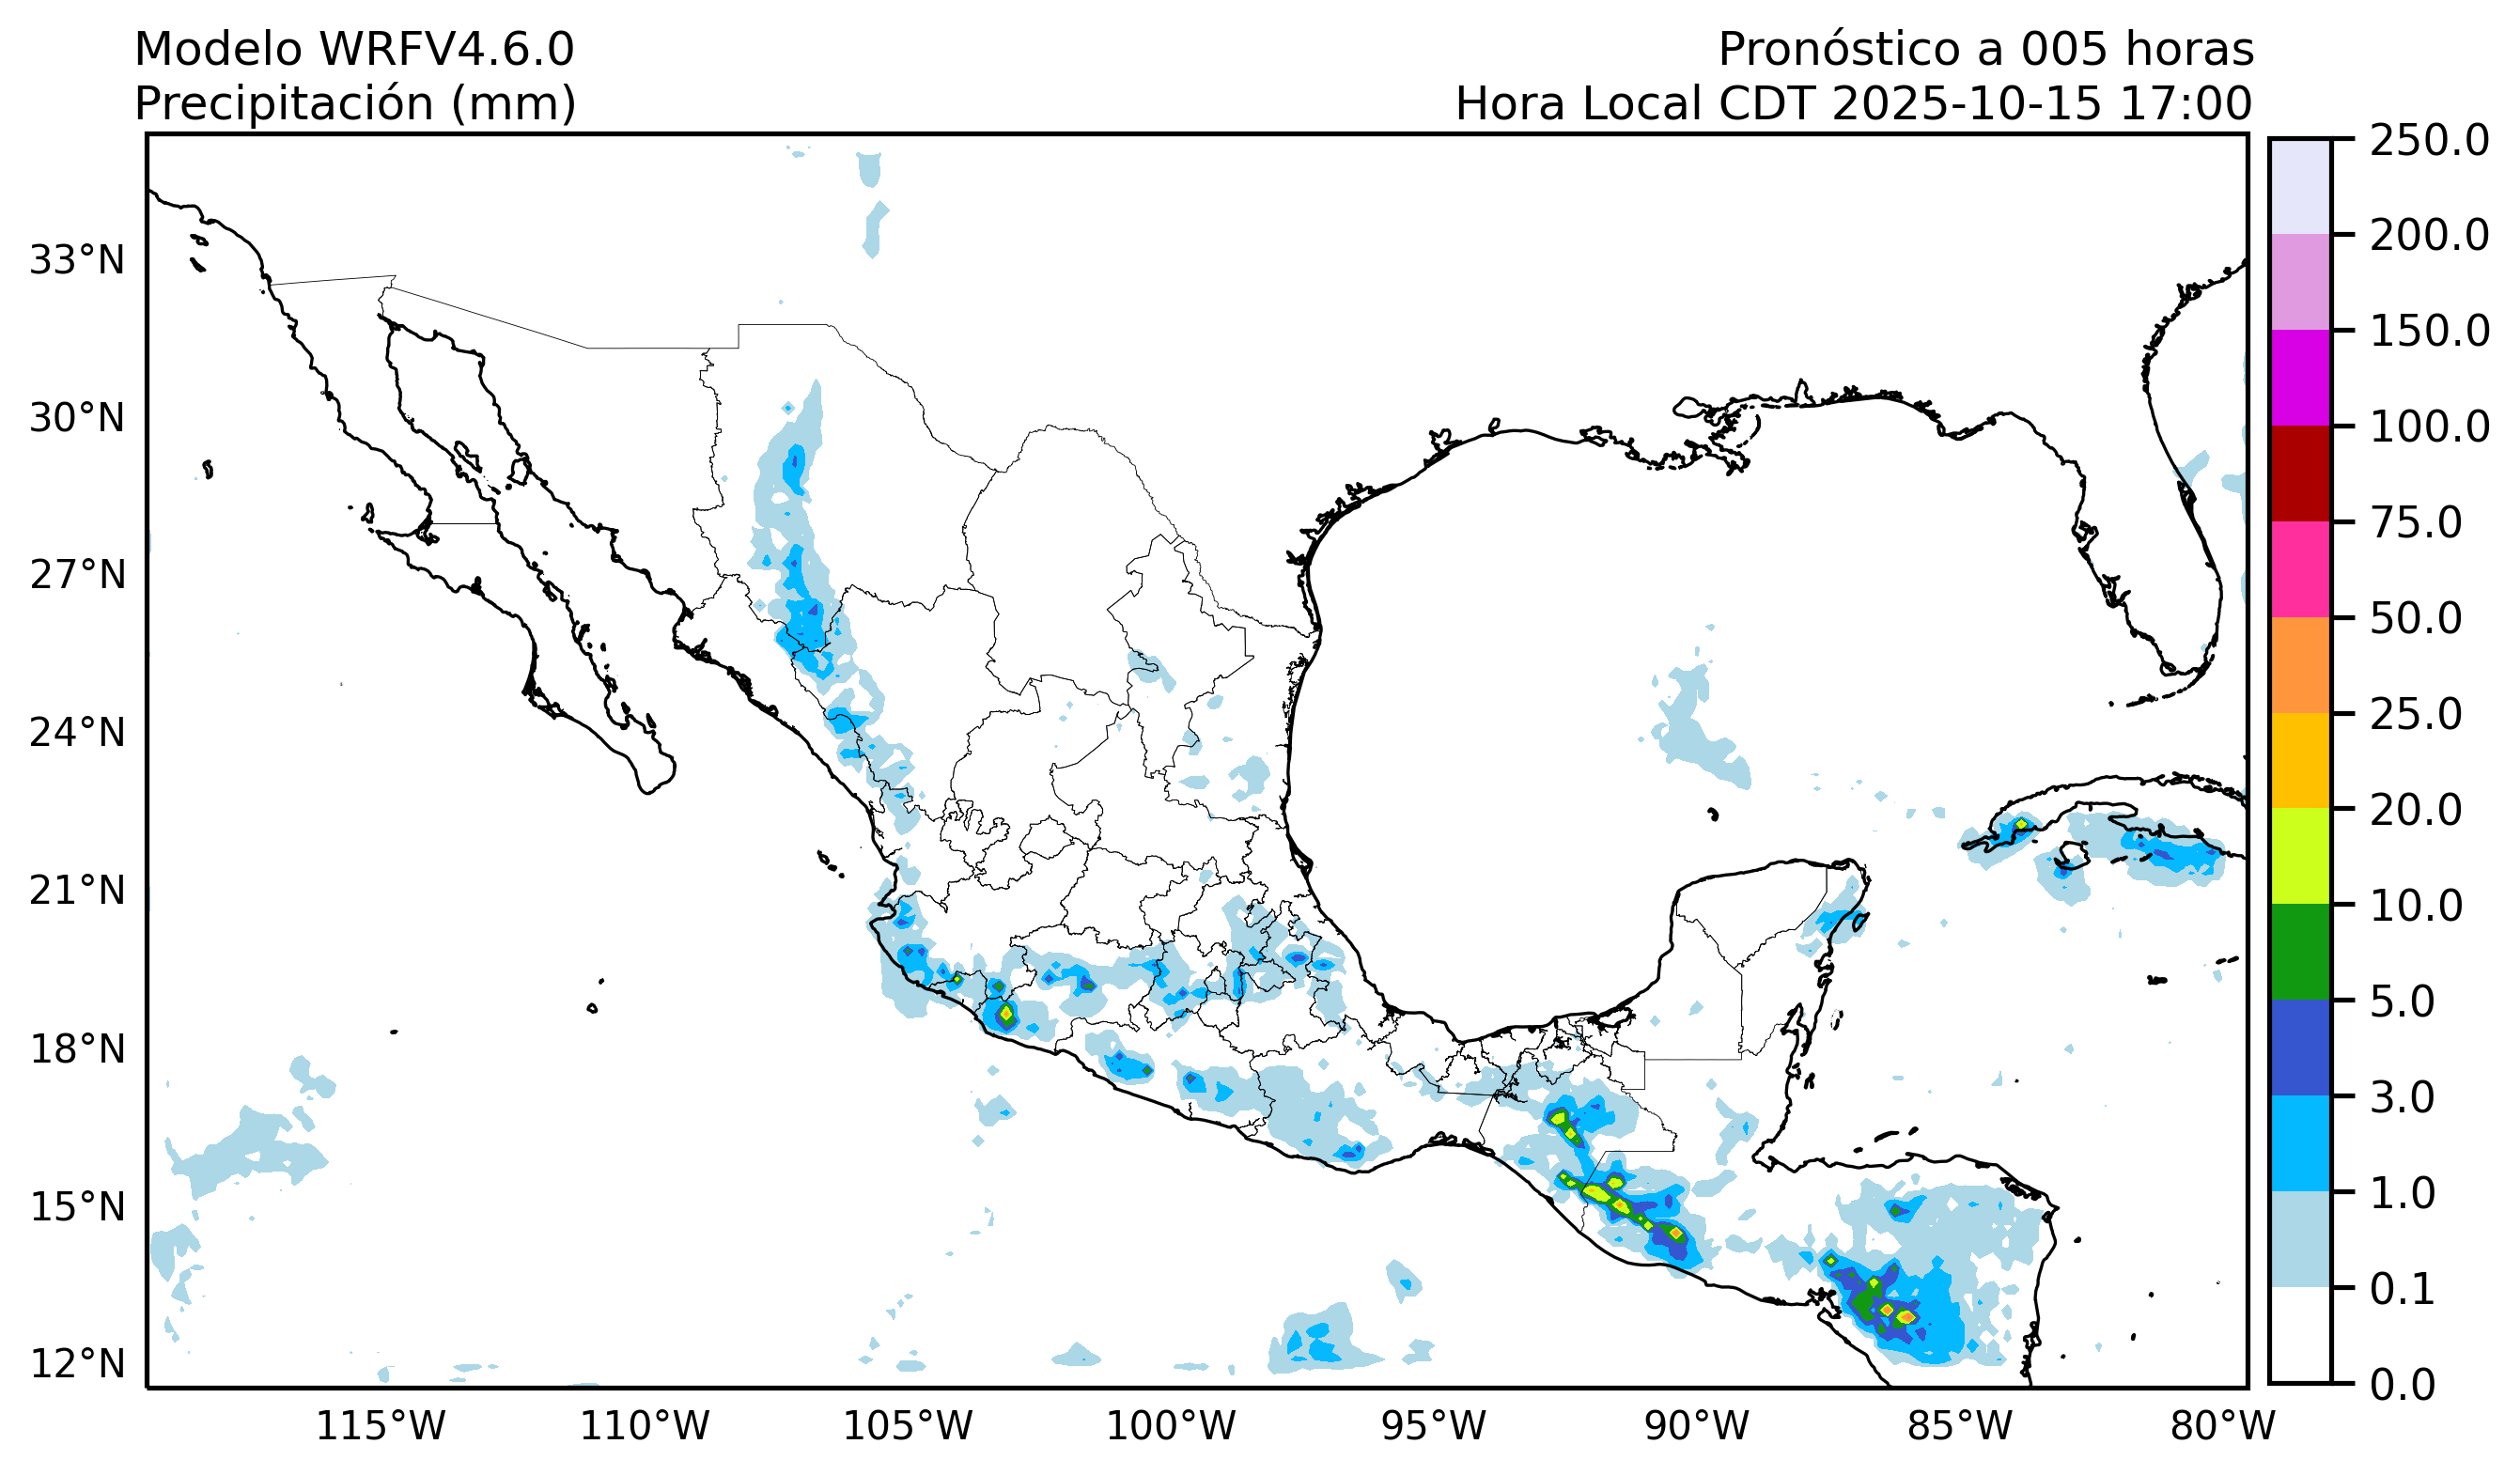 Modelo WRFV4.6.0
Precipitación (mm)
Pronóstico a 005 horas
Hora Local CDT 2025-10-15 17:00
33°N
30°N
27°N
24°N
21°N
18°N
15°N
12°N
115°W
110°W
105°W
100°W
95°W
90°W
85°W
80°W
250.0
200.0
150.0
100.0
75.0
50.0
25.0
20.0
10.0
5.0
3.0
1.0
0.1
0.0